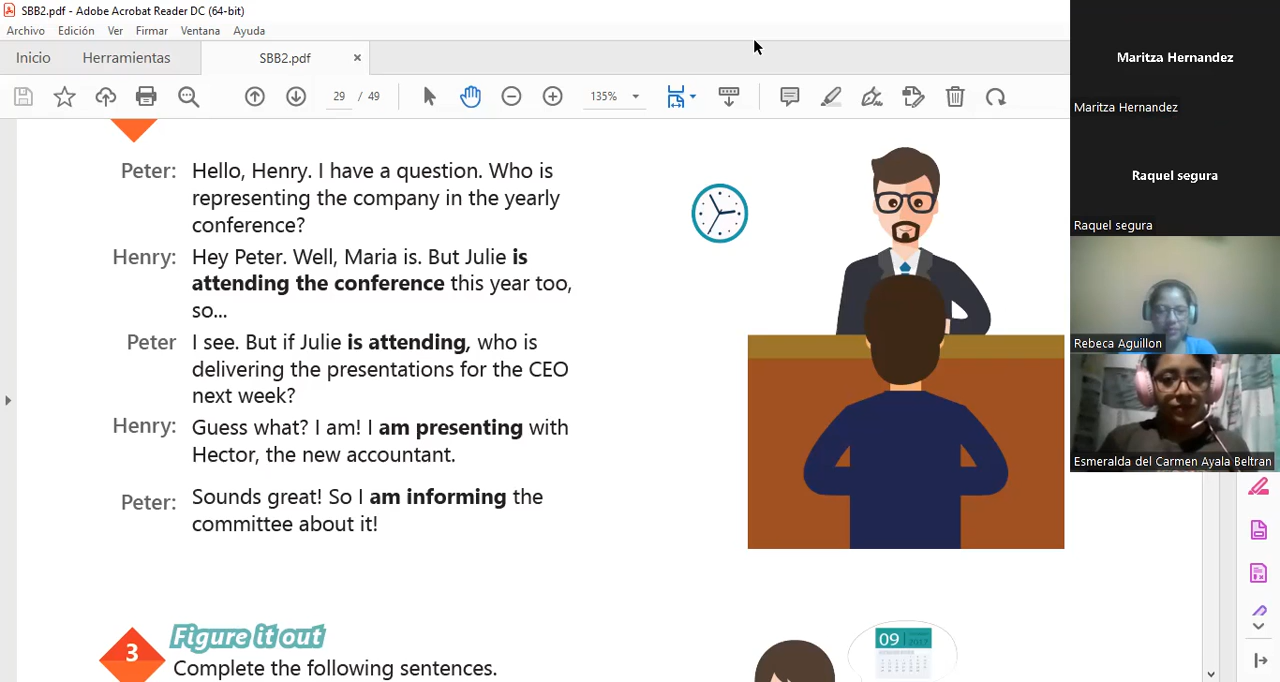 SBB2.pdf - Adobe Acrobat Reader DC (64-bit)
Archivo Edición Ver Firmar Ventana Ayuda
Inicio Herramientas SBB2.pdf ×
29 / 49 135%
Peter: Hello, Henry. I have a question. Who is
representing the company in the yearly
conference?
Henry: Hey Peter. Well, Maria is. But Julie is
attending the conference this year too,
so...
Peter I see. But if Julie is attending, who is
delivering the presentations for the CEO
next week?
Henry: Guess what? I am! I am presenting with
Hector, the new accountant.
Peter: Sounds great! So I am informing the
committee about it!
3 Figure it out
Complete the following sentences.
09
Maritza Hernandez
Maritza Hernandez
Raquel segura
Raquel segura
Rebeca Aguillon
Esmeralda del Carmen Ayala Beltran